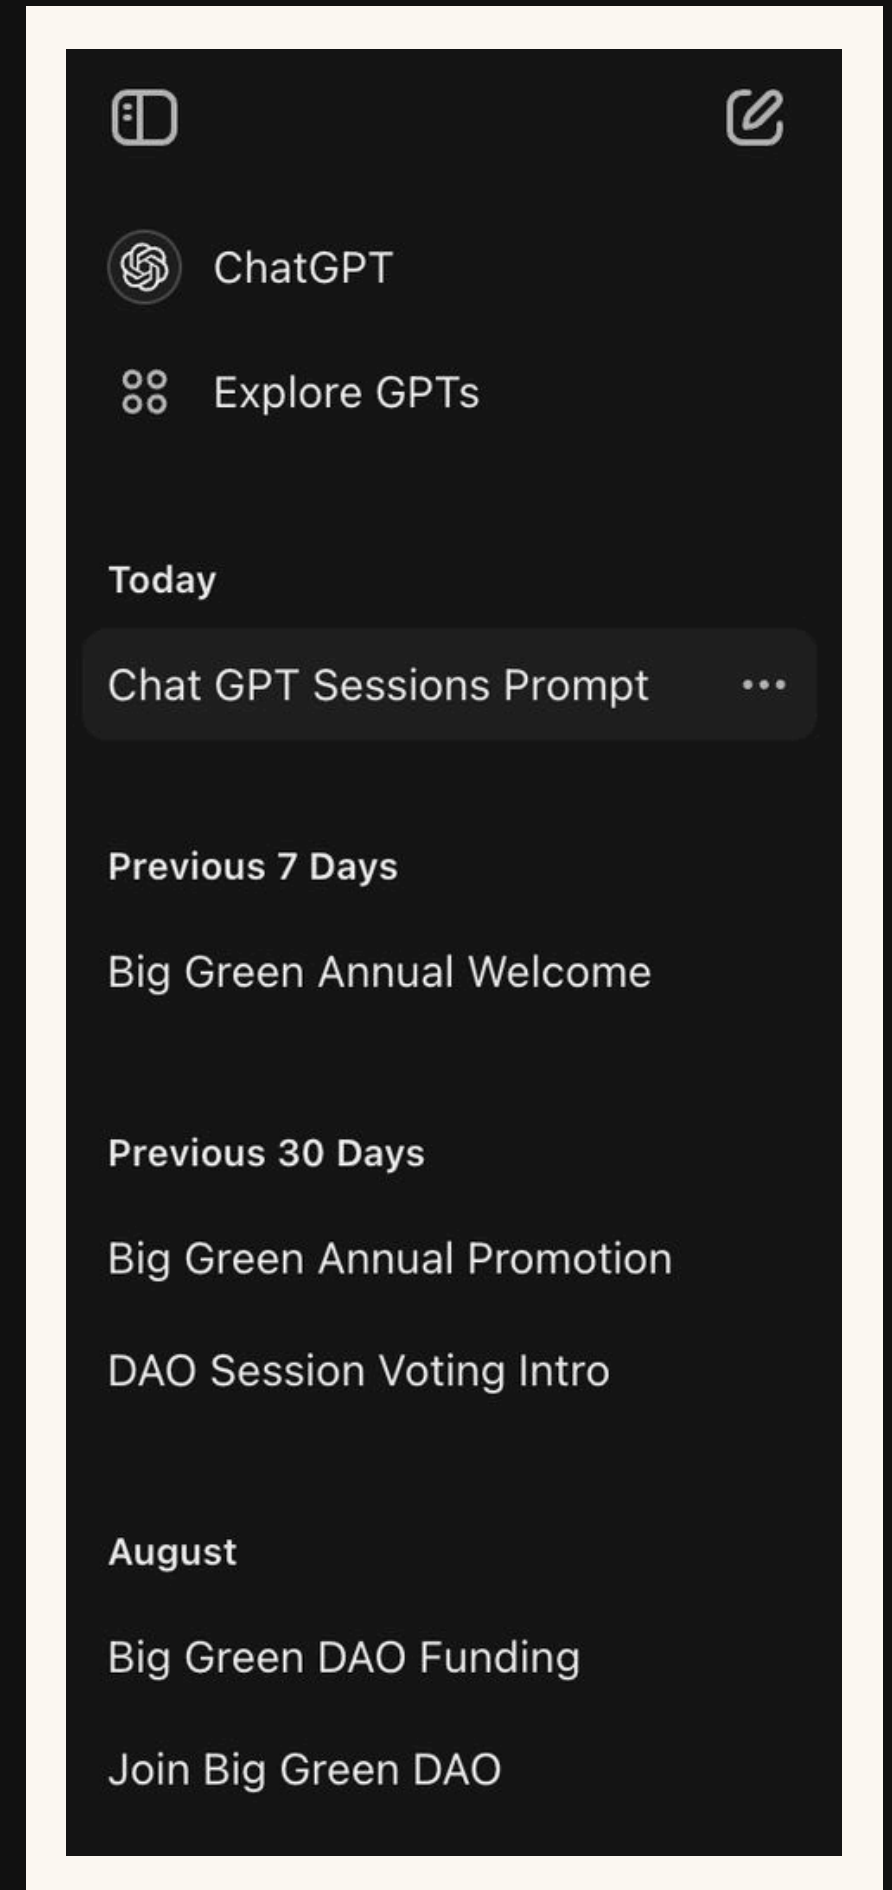 ChatGPT
Explore GPTs
Today
Chat GPT Sessions Prompt
Previous 7 Days
Big Green Annual Welcome
Previous 30 Days
Big Green Annual Promotion
DAO Session Voting Intro
August
Big Green DAO Funding
Join Big Green DAO